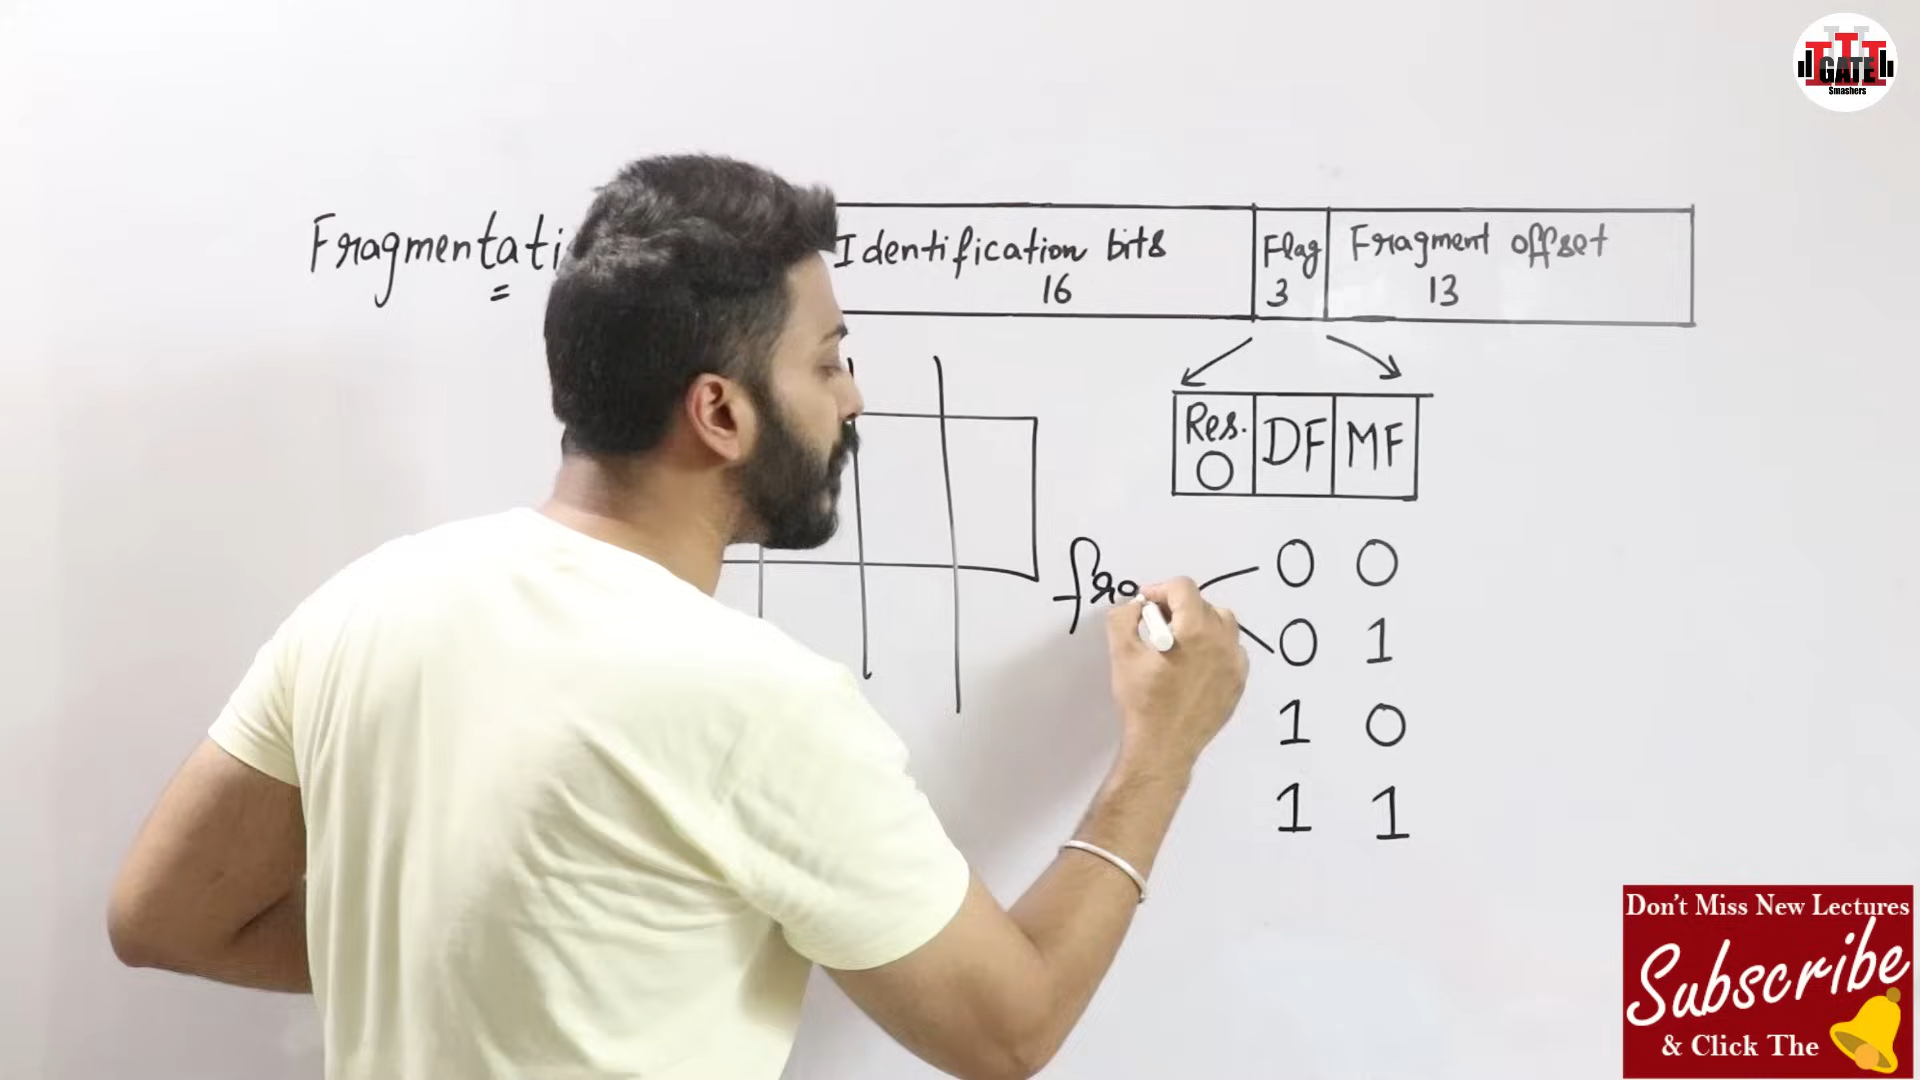 GATE
Smashers
Identification bits
16
Flag
3
Fragment offset
13
Res.
0
DF
MF
0 0
0 1
1 0
1 1
Don't Miss New Lectures
Subscribe
& Click The